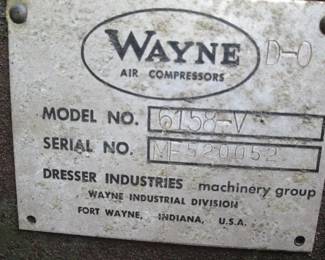 WAYNE D-O
AIR COMPRESSORS
MODEL NO. 6158-V
SERIAL NO. MF520052
DRESSER INDUSTRIES machinery group
WAYNE INDUSTRIAL DIVISION
FORT WAYNE, INDIANA, U.S.A.